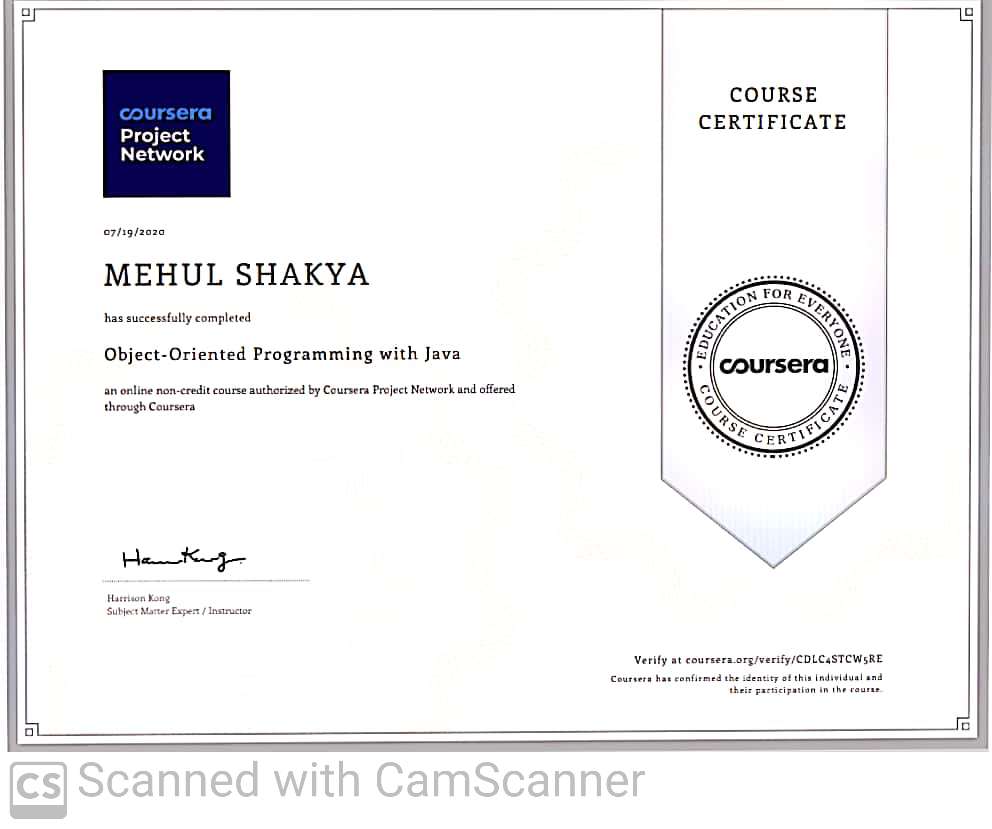 coursera
Project
Network
07/19/2020
MEHUL SHAKYA
has successfully completed
Object-Oriented Programming with Java
an online non-credit course authorized by Coursera Project Network and offered
through Coursera
COURSE
CERTIFICATE
EDUCATION FOR EVERYONE
coursera
COURSE CERTIFICATE
Harrison Kong
Subject Matter Expert / Instructor
Verify at coursera.org/verify/CDLC4STCW5RE
Coursera has confirmed the identity of this individual and
their participation in the course.
CS Scanned with CamScanner